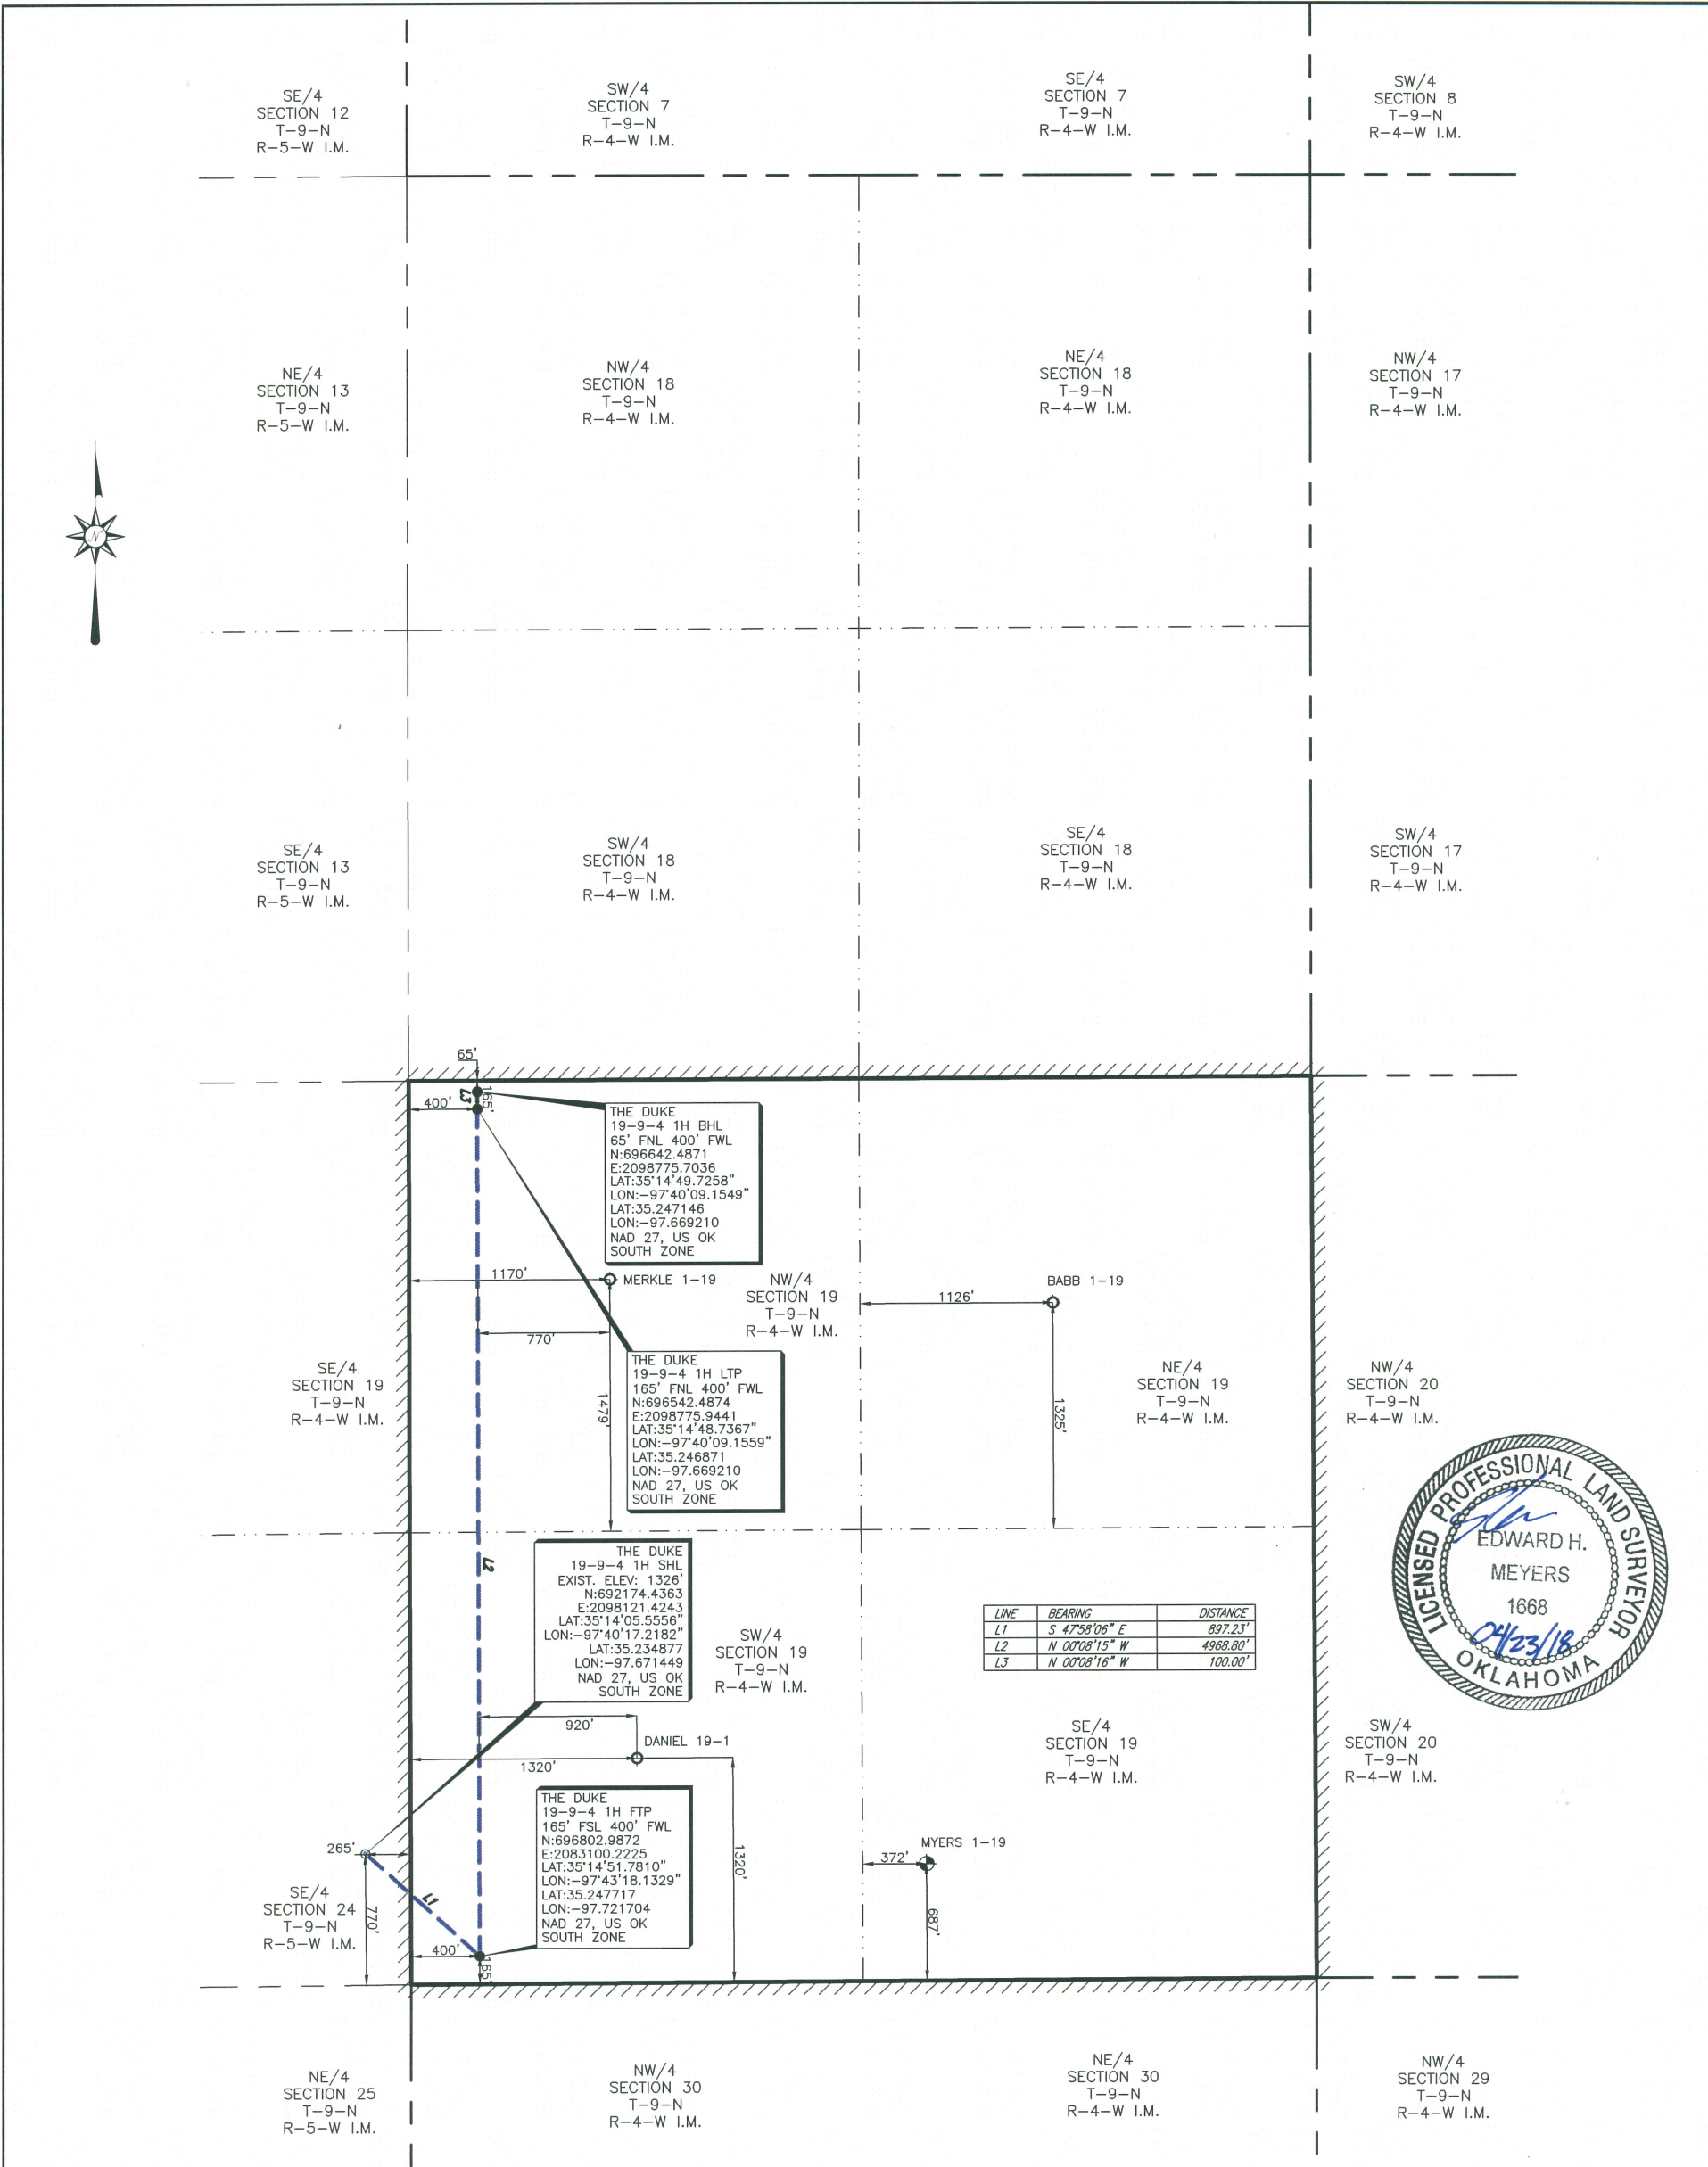 SE/4
SECTION 12
T-9-N
R-5-W I.M.
SW/4
SECTION 7
T-9-N
R-4-W I.M.
SE/4
SECTION 7
T-9-N
R-4-W I.M.
SW/4
SECTION 8
T-9-N
R-4-W I.M.
NE/4
SECTION 13
T-9-N
R-5-W I.M.
NW/4
SECTION 18
T-9-N
R-4-W I.M.
NE/4
SECTION 18
T-9-N
R-4-W I.M.
NW/4
SECTION 17
T-9-N
R-4-W I.M.
N
SE/4
SECTION 13
T-9-N
R-5-W I.M.
SW/4
SECTION 18
T-9-N
R-4-W I.M.
SE/4
SECTION 18
T-9-N
R-4-W I.M.
SW/4
SECTION 17
T-9-N
R-4-W I.M.
65'
L3
165'
400'
THE DUKE
19-9-4 1H BHL
65' FNL 400' FWL
N:696642.4871
E:2098775.7036
LAT:35°14'49.7258"
LON:-97°40'09.1549"
LAT:35.247146
LON:-97.669210
NAD 27, US OK
SOUTH ZONE
1170'
MERKLE 1-19
770'
1479'
NW/4
SECTION 19
T-9-N
R-4-W I.M.
BABB 1-19
1126'
1325'
THE DUKE
19-9-4 1H LTP
165' FNL 400' FWL
N:696542.4874
E:2098775.9441
LAT:35°14'48.7367"
LON:-97°40'09.1559"
LAT:35.246871
LON:-97.669210
NAD 27, US OK
SOUTH ZONE
SE/4
SECTION 19
T-9-N
R-4-W I.M.
NE/4
SECTION 19
T-9-N
R-4-W I.M.
NW/4
SECTION 20
T-9-N
R-4-W I.M.
LICENSED PROFESSIONAL LAND SURVEYOR
EDWARD H.
MEYERS
1668
04/23/18
OKLAHOMA
L2
THE DUKE
19-9-4 1H SHL
EXIST. ELEV: 1326'
N:692174.4363
E:2098121.4243
LAT:35°14'05.5556"
LON:-97°40'17.2182"
LAT:35.234877
LON:-97.671449
NAD 27, US OK
SOUTH ZONE
SW/4
SECTION 19
T-9-N
R-4-W I.M.
LINE BEARING DISTANCE
L1 S 47°58'06" E 897.23'
L2 N 00°08'15" W 4968.80'
L3 N 00°08'16" W 100.00'
920'
DANIEL 19-1
1320'
1320'
SE/4
SECTION 19
T-9-N
R-4-W I.M.
SW/4
SECTION 20
T-9-N
R-4-W I.M.
THE DUKE
19-9-4 1H FTP
165' FSL 400' FWL
N:696802.9872
E:2083100.2225
LAT:35°14'51.7810"
LON:-97°43'18.1329"
LAT:35.247717
LON:-97.721704
NAD 27, US OK
SOUTH ZONE
265'
L1
770'
SE/4
SECTION 24
T-9-N
R-5-W I.M.
400'
165'
MYERS 1-19
372'
687'
NE/4
SECTION 25
T-9-N
R-5-W I.M.
NW/4
SECTION 30
T-9-N
R-4-W I.M.
NE/4
SECTION 30
T-9-N
R-4-W I.M.
NW/4
SECTION 29
T-9-N
R-4-W I.M.